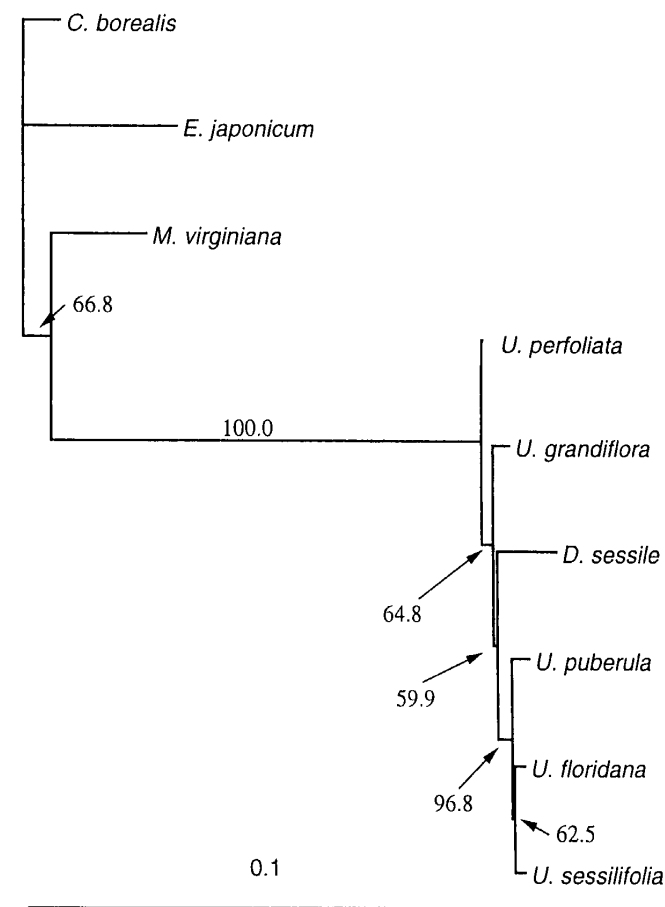 C. borealis
E. japonicum
M. virginiana
66.8
U. perfoliata
100.0
U. grandiflora
D. sessile
64.8
U. puberula
59.9
U. floridana
96.8
62.5
0.1
U. sessilifolia